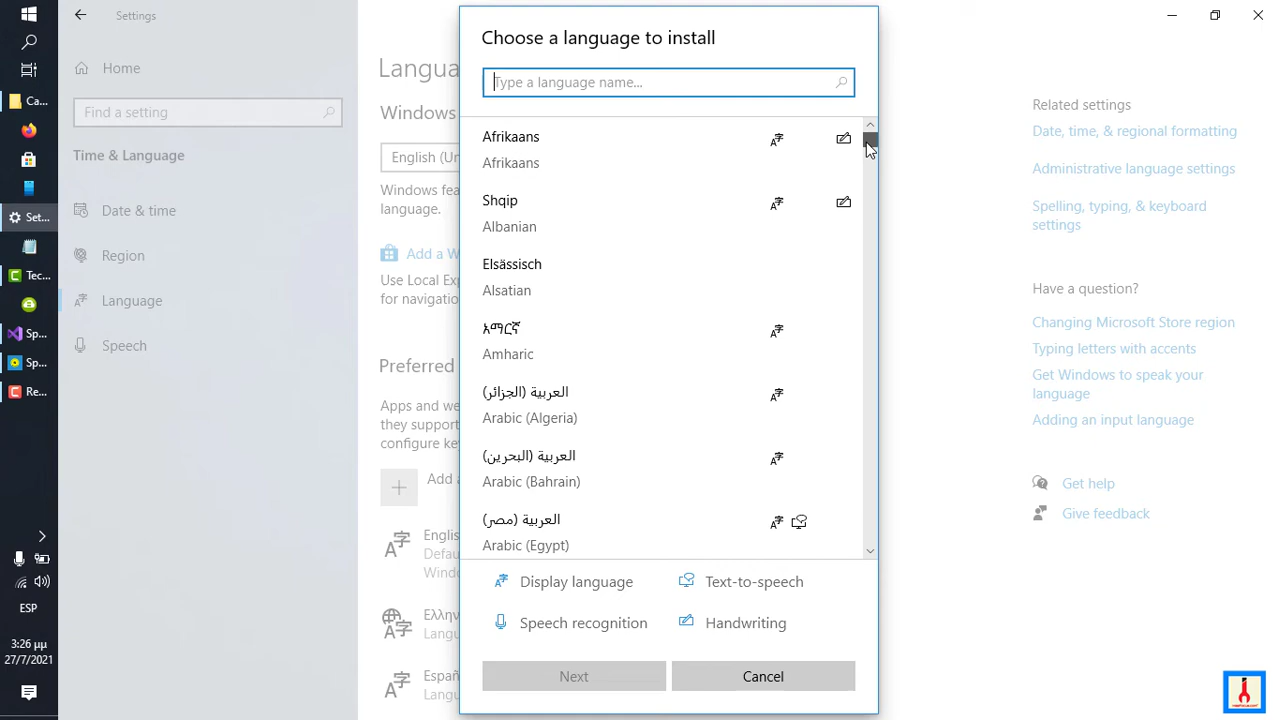 Settings
Home
Find a setting
Time & Language
Date & time
Region
Language
Speech
Ca...
Set...
Tec...
Sp...
Sp...
Re...
ESP
3:26 μμ
27/7/2021
Langua
Windows
English (Un
Windows fea
language.
Add a W
Use Local Exp
for navigation
Preferred
Apps and we
they support
configure key
Add a
English
Defau
Windo
Ελλην
Langu
Españ
Langu
Choose a language to install
Type a language name...
Afrikaans
Afrikaans
Shqip
Albanian
Elsässisch
Alsatian
አማርኛ
Amharic
العربية (الجزائر)
Arabic (Algeria)
العربية (البحرين)
Arabic (Bahrain)
العربية (مصر)
Arabic (Egypt)
Display language
Text-to-speech
Speech recognition
Handwriting
Next
Cancel
Related settings
Date, time, & regional formatting
Administrative language settings
Spelling, typing, & keyboard
settings
Have a question?
Changing Microsoft Store region
Typing letters with accents
Get Windows to speak your
language
Adding an input language
Get help
Give feedback